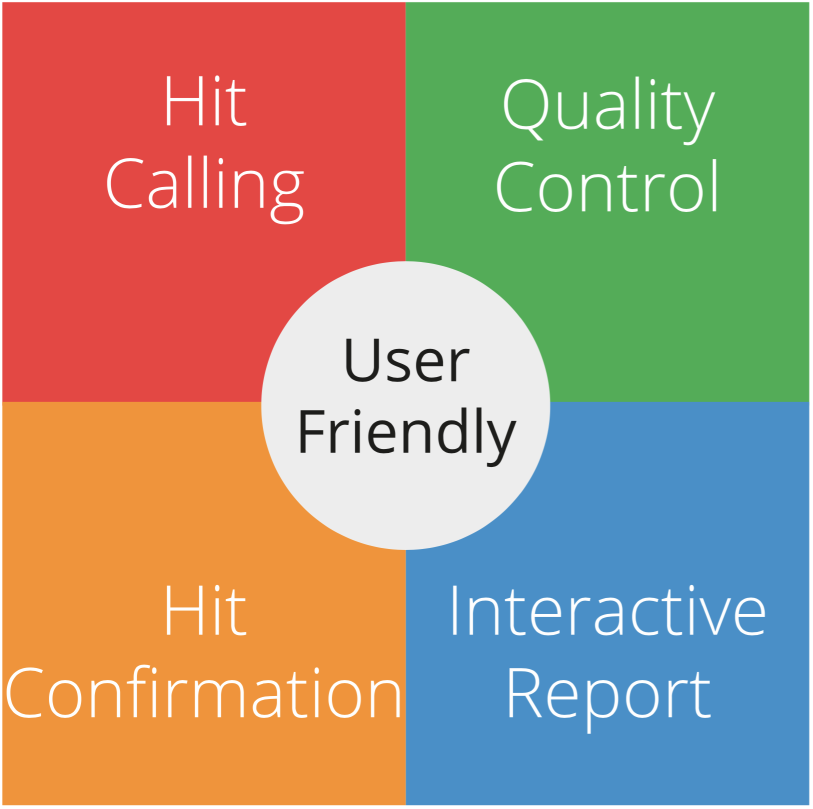 Hit
Calling
Quality
Control
User
Friendly
Hit
Confirmation
Interactive
Report